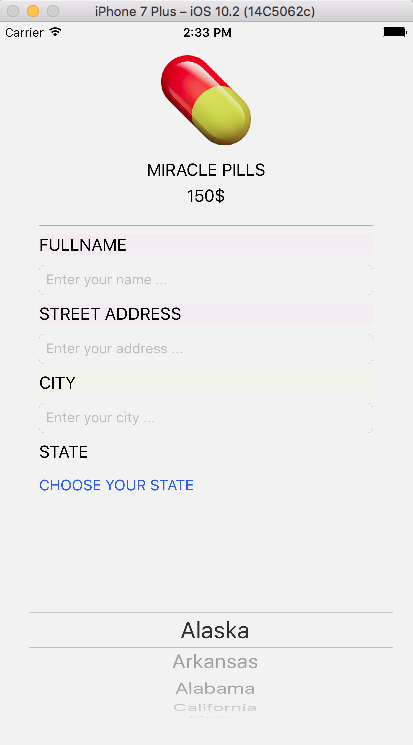 iPhone 7 Plus – iOS 10.2 (14C5062c)
Carrier 2:33 PM
MIRACLE PILLS
150$
FULLNAME
Enter your name ...
STREET ADDRESS
Enter your address ...
CITY
Enter your city ...
STATE
CHOOSE YOUR STATE
Alaska
Arkansas
Alabama
California